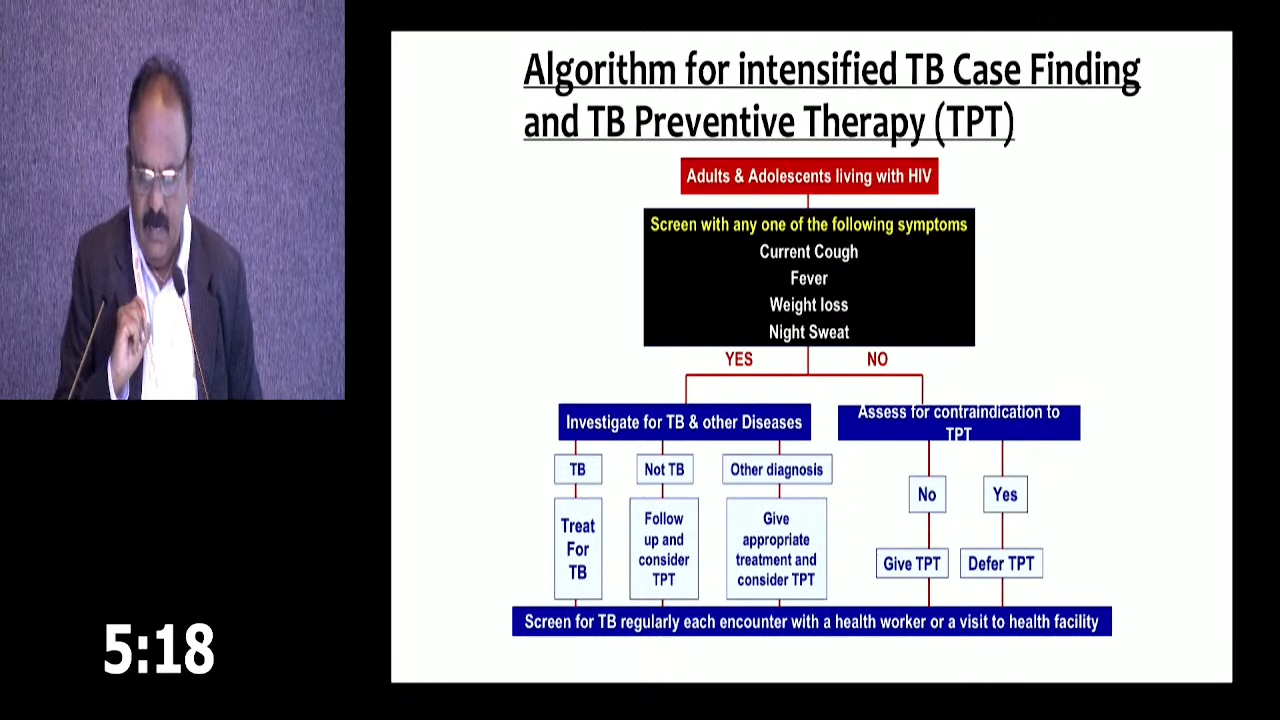 Algorithm for intensified TB Case Finding
and TB Preventive Therapy (TPT)
Adults & Adolescents living with HIV
Screen with any one of the following symptoms
Current Cough
Fever
Weight loss
Night Sweat
YES
NO
Investigate for TB & other Diseases
Assess for contraindication to
TPT
TB
Not TB
Other diagnosis
No
Yes
Treat
For
TB
Follow
up and
consider
TPT
Give
appropriate
treatment and
consider TPT
Give TPT
Defer TPT
Screen for TB regularly each encounter with a health worker or a visit to health facility
5:18